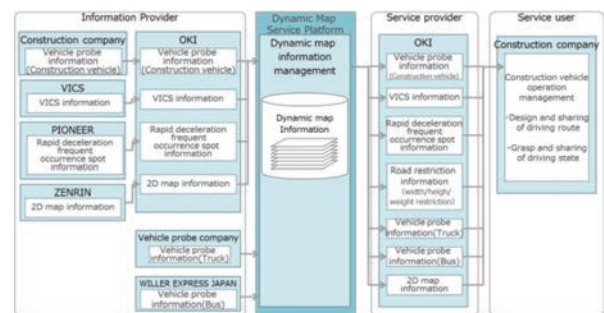 Information Provider
Construction company
Vehicle probe
information
(Construction vehicle)
VICS
VICS information
PIONEER
Rapid deceleration
frequent
occurrence spot
information
ZENRIN
2D map information
OKI
Vehicle probe
information
(Construction vehicle)
VICS information
Rapid deceleration
frequent
occurrence spot
information
2D map information
Vehicle probe company
Vehicle probe
information(Truck)
WILLER EXPRESS JAPAN
Vehicle probe
information(Bus)
Dynamic Map
Service Platform
Dynamic map
information
management
Dynamic map
Information
Service provider
OKI
Vehicle probe
information
(Construction vehicle)
VICS information
Rapid deceleration
frequent
occurrence spot
information
Road restriction
information
(width/heigh/
weight restriction)
Vehicle probe
information(Truck)
Vehicle probe
information(Bus)
2D map
information
Service user
Construction company
Construction vehicle
operation
management
-Design and sharing
of driving route
-Grasp and sharing
of driving state